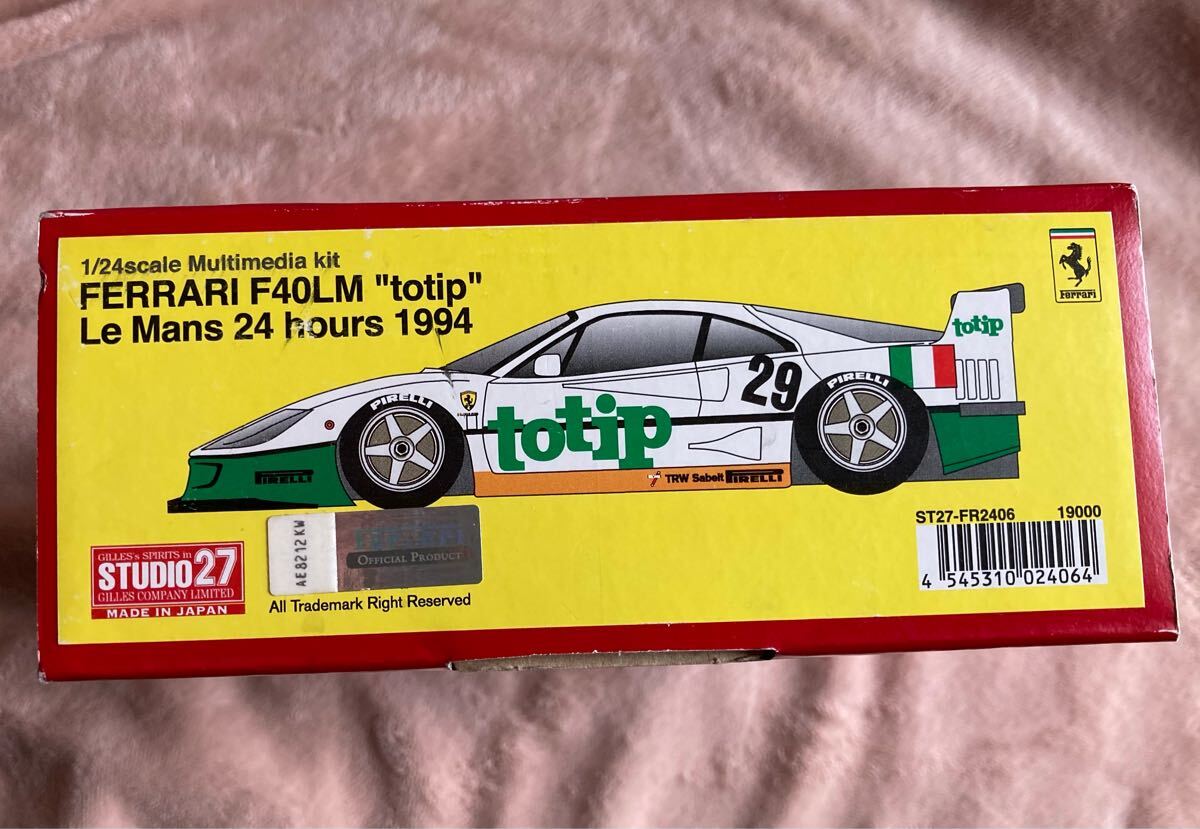 1/24scale Multimedia kit
FERRARI F40LM "totip"
Le Mans 24 hours 1994
Ferrari
totip
29
PIRELLI
PIRELLI
totip
PIRELLI
TRW Sabelt PIRELLI
AE8212KW
OFFICIAL PRODUCT
All Trademark Right Reserved
GILLES's SPIRITS in
STUDIO27
GILLES COMPANY LIMITED
MADE IN JAPAN
ST27-FR2406 19000
4 545310 024064